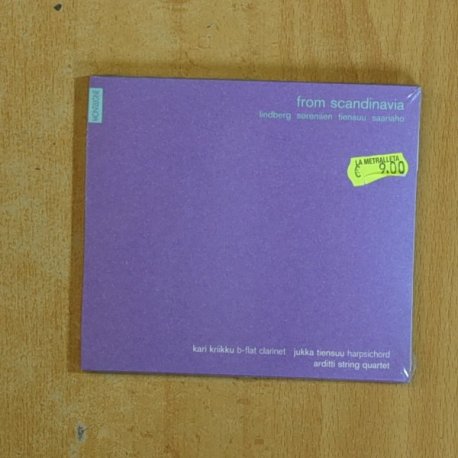 from scandinavia
lindberg sørensen tiensuu saariaho
LA METRALLETA
€ 9.00
kari kriikku b-flat clarinet jukka tiensuu harpsichord
arditti string quartet